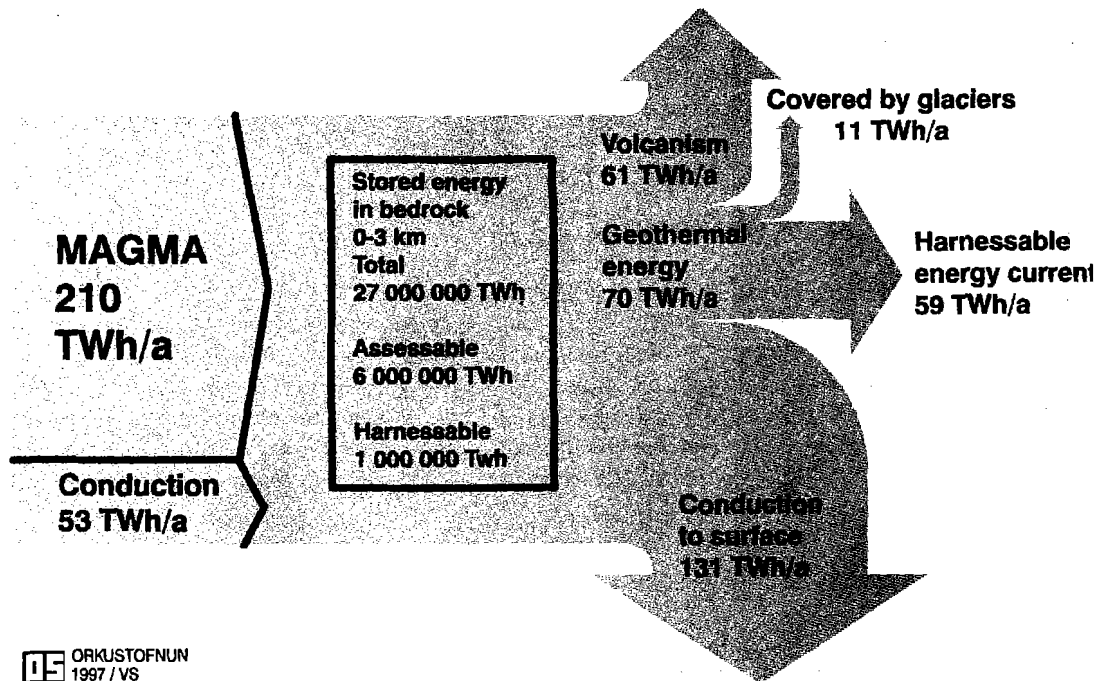 MAGMA
210
TWh/a
Conduction
53 TWh/a
Stored energy
in bedrock
0-3 km
Total
27 000 000 TWh
Assessable
6 000 000 TWh
Harnessable
1 000 000 Twh
Volcanism
61 TWh/a
Covered by glaciers
11 TWh/a
Geothermal
energy
70 TWh/a
Harnessable
energy current
59 TWh/a
Conduction
to surface
131 TWh/a
OS ORKUSTOFNUN
1997 / VS